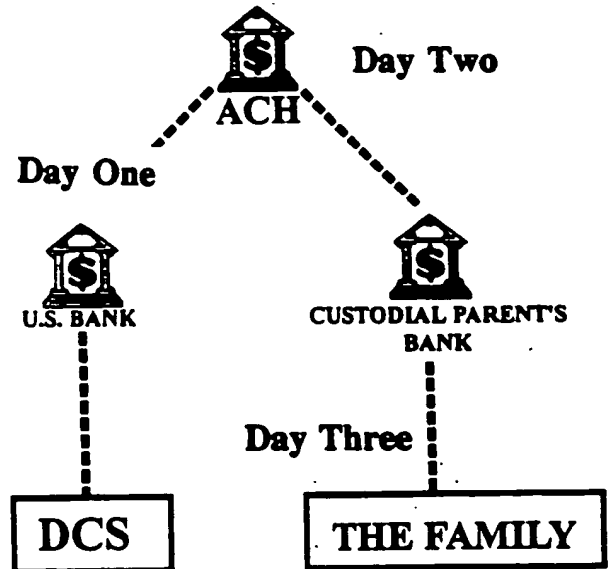 $
Day Two
ACH
Day One
$
$
U.S. BANK
CUSTODIAL PARENT'S
BANK
Day Three
DCS
THE FAMILY